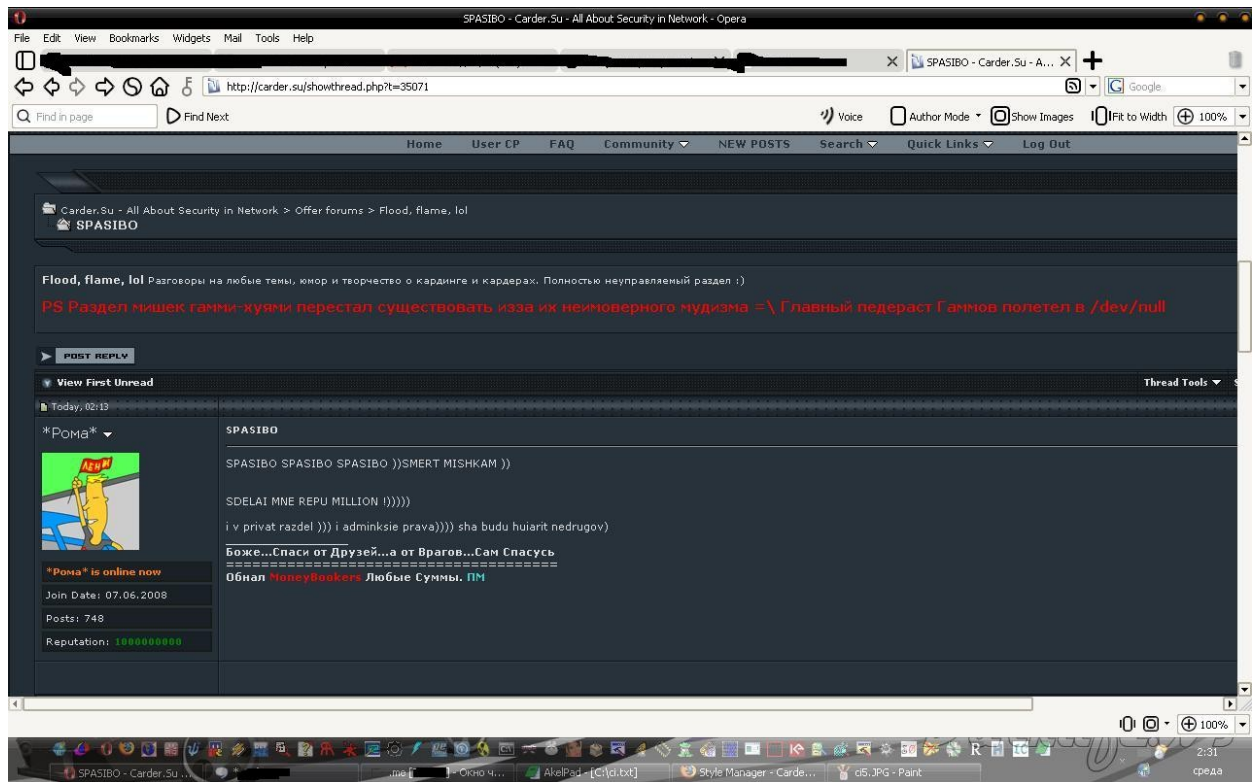 SPASIBO - Carder.Su - All About Security in Network - Opera
File Edit View Bookmarks Widgets Mail Tools Help
SPASIBO - Carder.Su - A...
http://carder.su/showthread.php?t=35071
Google
Find in page Find Next Voice Author Mode Show Images Fit to Width 100%
Home User CP FAQ Community NEW POSTS Search Quick Links Log Out
Carder.Su - All About Security in Network > Offer forums > Flood, flame, lol
SPASIBO
Flood, flame, lol Разговоры на любые темы, юмор и творчество о кардинге и кардерах. Полностью неуправляемый раздел :)
PS Раздел мишек гамми-хуями перестал существовать изза их неимоверного мудизма =\ Главный педераст Гаммов полетел в /dev/null
POST REPLY
View First Unread Thread Tools
Today, 02:13
*Рома* SPASIBO
SPASIBO SPASIBO SPASIBO ))SMERT MISHKAM ))
SDELAI MNE REPU MILLION !)))))
i v privat razdel ))) i adminksie prava)))) sha budu huiarit nedrugov)
Боже...Спаси от Друзей...а от Врагов...Сам Спасусь
Обнал MoneyBookers Любые Суммы. ПМ
*Рома* is online now
Join Date: 07.06.2008
Posts: 748
Reputation: 1000000000
100%
2:31
SPASIBO - Carder.Su ... - Окно ч... AkelPad - [C:\ci.txt] Style Manager - Carde... ci5.JPG - Paint среда